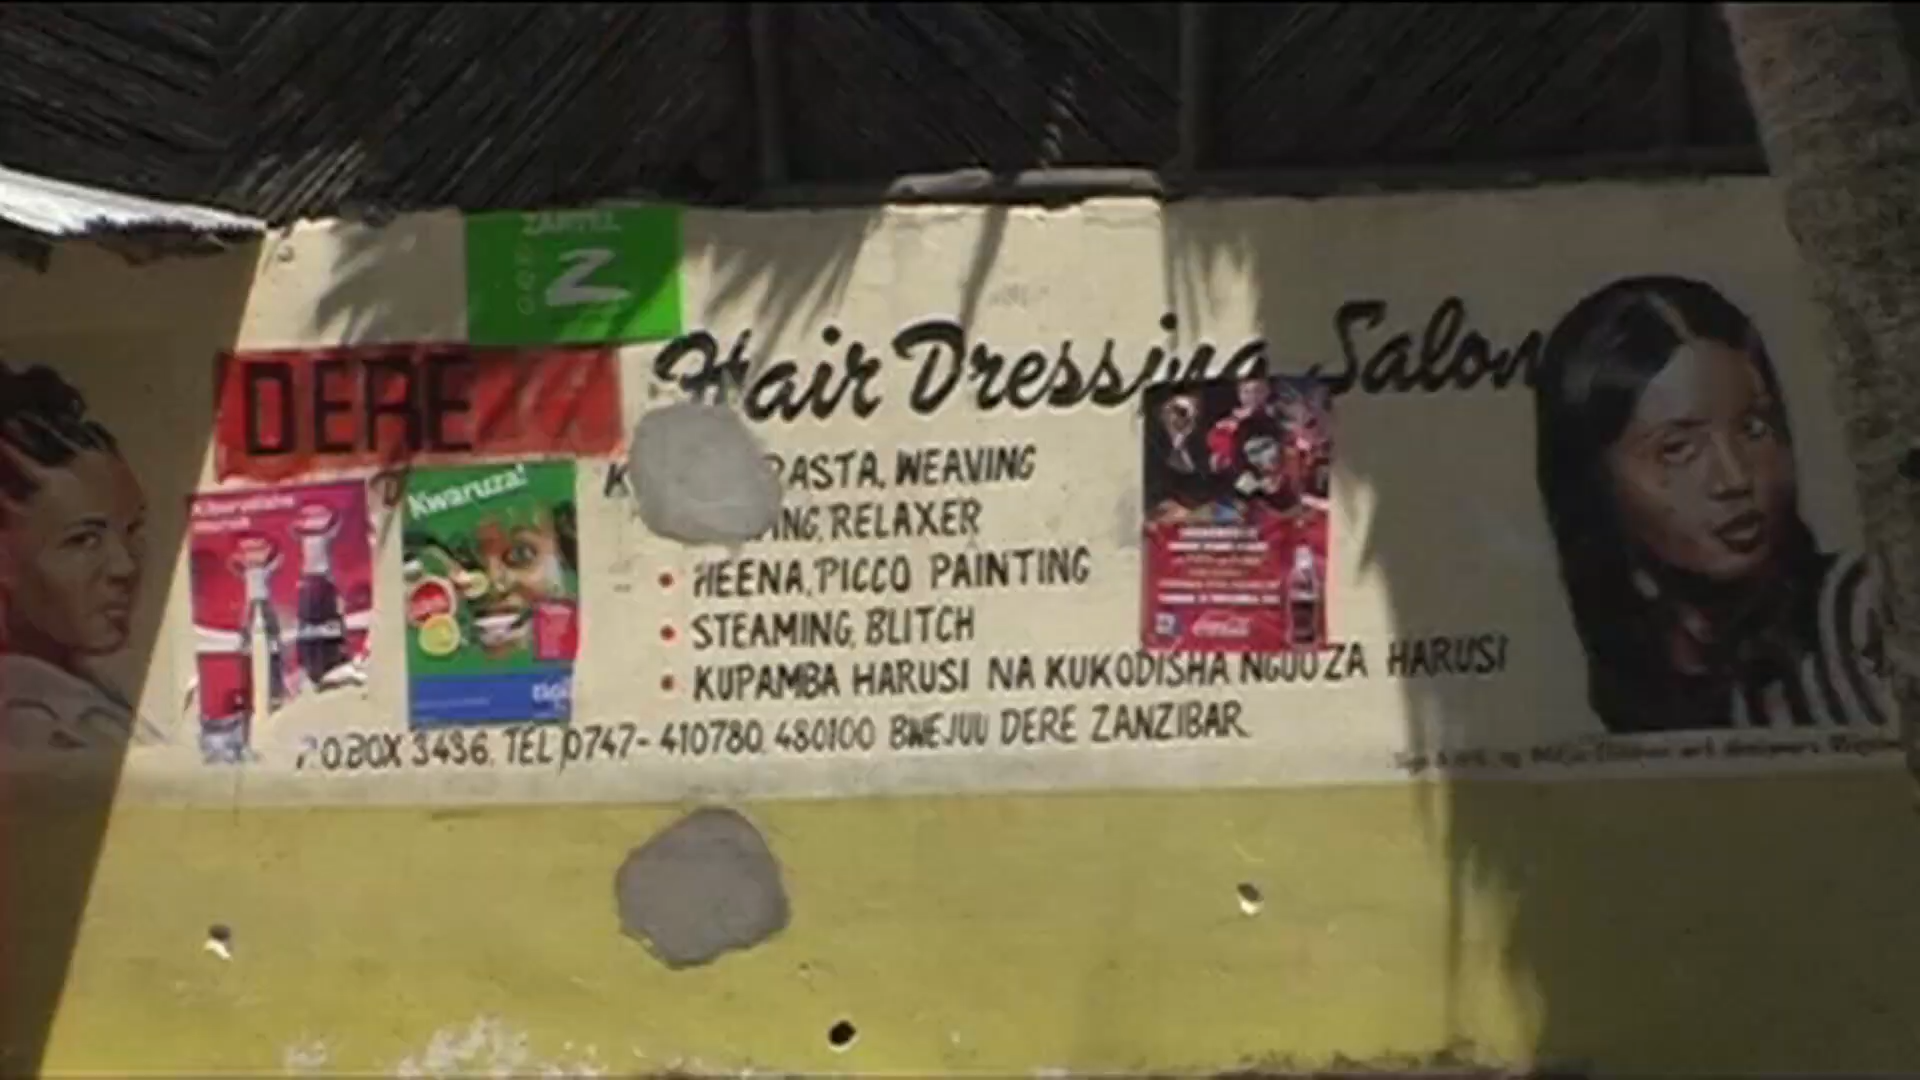 ZANTEL
Z
DERE
Hair Dressing Salon
Kwaruza!
RASTA, WEAVING
RELAXER
• HEENA, PICCO PAINTING
• STEAMING, BLITCH
• KUPAMBA HARUSI NA KUKODISHA NGUO ZA HARUSI
tigo
P.O.BOX 3436, TEL 0747-410780, 480100 BWEJUU DERE ZANZIBAR